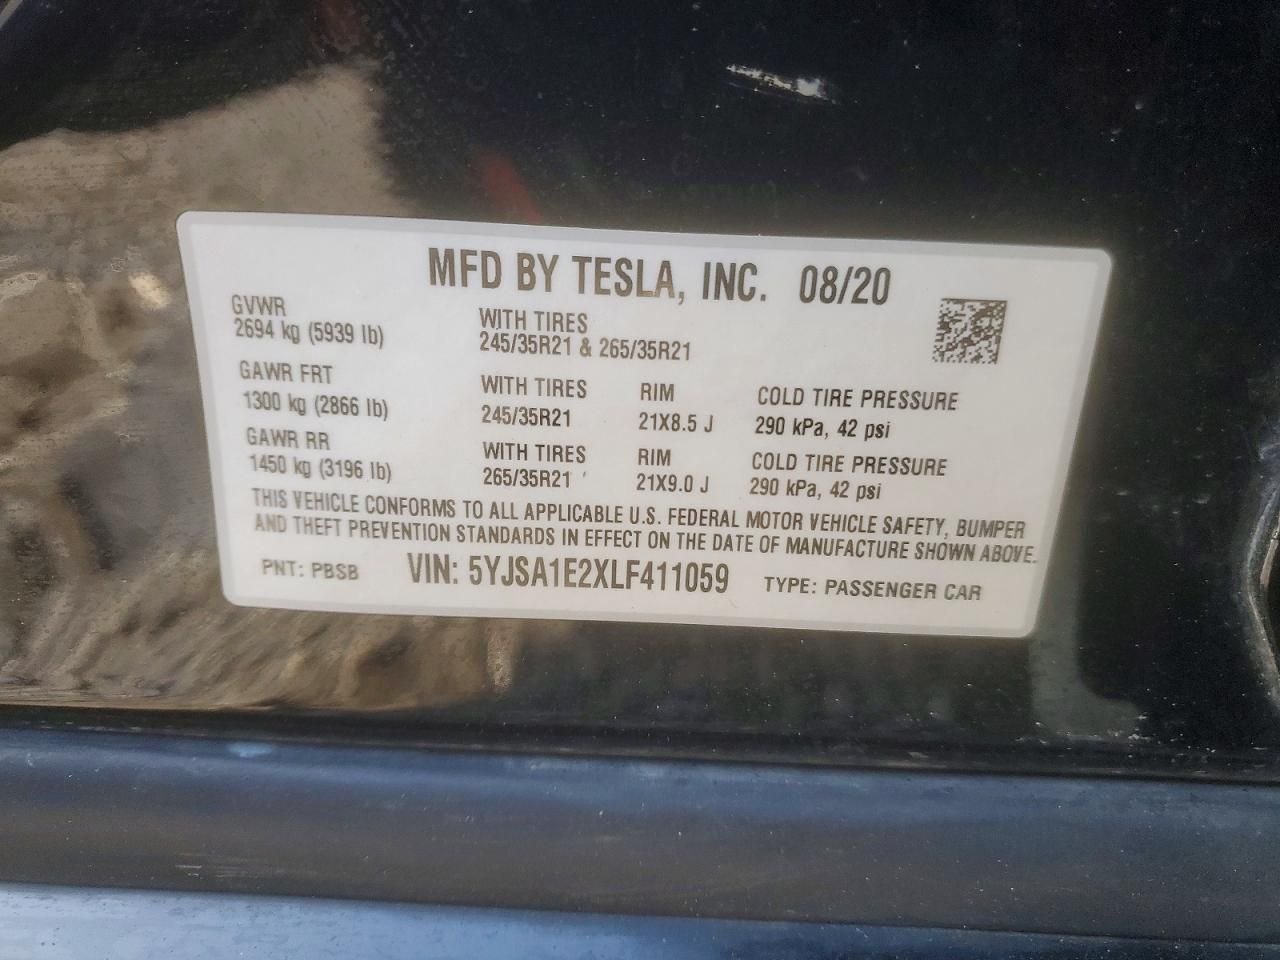 MFD BY TESLA, INC. 08/20
GVWR
2694 kg (5939 lb)
WITH TIRES
245/35R21 & 265/35R21
GAWR FRT
1300 kg (2866 lb)
WITH TIRES
245/35R21
RIM
21X8.5 J
COLD TIRE PRESSURE
290 kPa, 42 psi
GAWR RR
1450 kg (3196 lb)
WITH TIRES
265/35R21
RIM
21X9.0 J
COLD TIRE PRESSURE
290 kPa, 42 psi
THIS VEHICLE CONFORMS TO ALL APPLICABLE U.S. FEDERAL MOTOR VEHICLE SAFETY, BUMPER
AND THEFT PREVENTION STANDARDS IN EFFECT ON THE DATE OF MANUFACTURE SHOWN ABOVE.
PNT: PBSB VIN: 5YJSA1E2XLF411059 TYPE: PASSENGER CAR